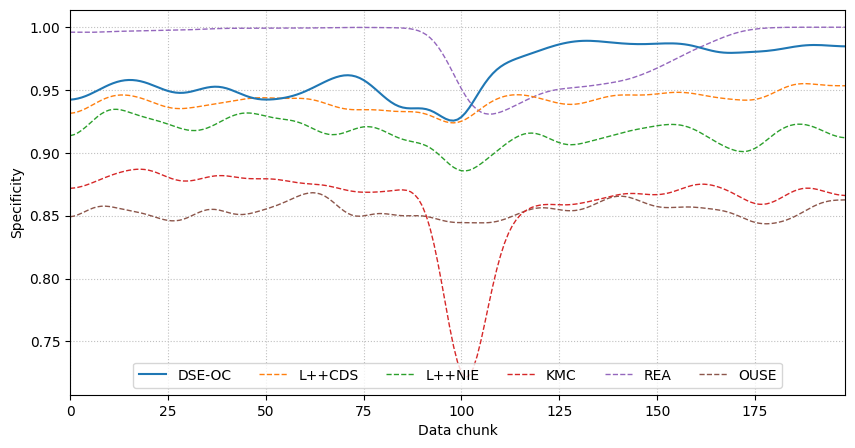 1.00
0.95
0.90
0.85
0.80
0.75
Specificity
DSE-OC L++CDS L++NIE KMC REA OUSE
0 25 50 75 100 125 150 175
Data chunk